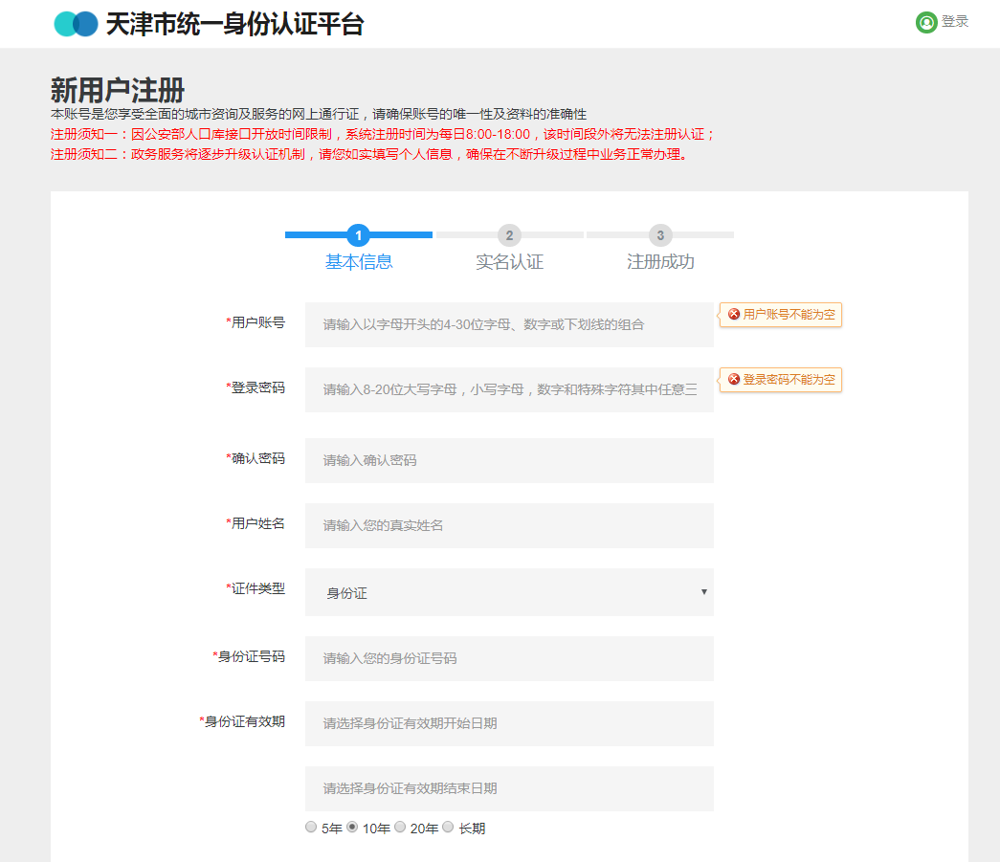 天津市统一身份认证平台
登录
新用户注册
本账号是您享受全面的城市咨询及服务的网上通行证，请确保账号的唯一性及资料的准确性
注册须知一：因公安部人口库接口开放时间限制，系统注册时间为每日8:00-18:00，该时间段外将无法注册认证；
注册须知二：政务服务将逐步升级认证机制，请您如实填写个人信息，确保在不断升级过程中业务正常办理。
1
2
3
基本信息
实名认证
注册成功
*用户账号
请输入以字母开头的4-30位字母、数字或下划线的组合
用户账号不能为空
*登录密码
请输入8-20位大写字母，小写字母，数字和特殊字符其中任意三
登录密码不能为空
*确认密码
请输入确认密码
*用户姓名
请输入您的真实姓名
*证件类型
身份证
*身份证号码
请输入您的身份证号码
*身份证有效期
请选择身份证有效期开始日期
请选择身份证有效期结束日期
5年 10年 20年 长期